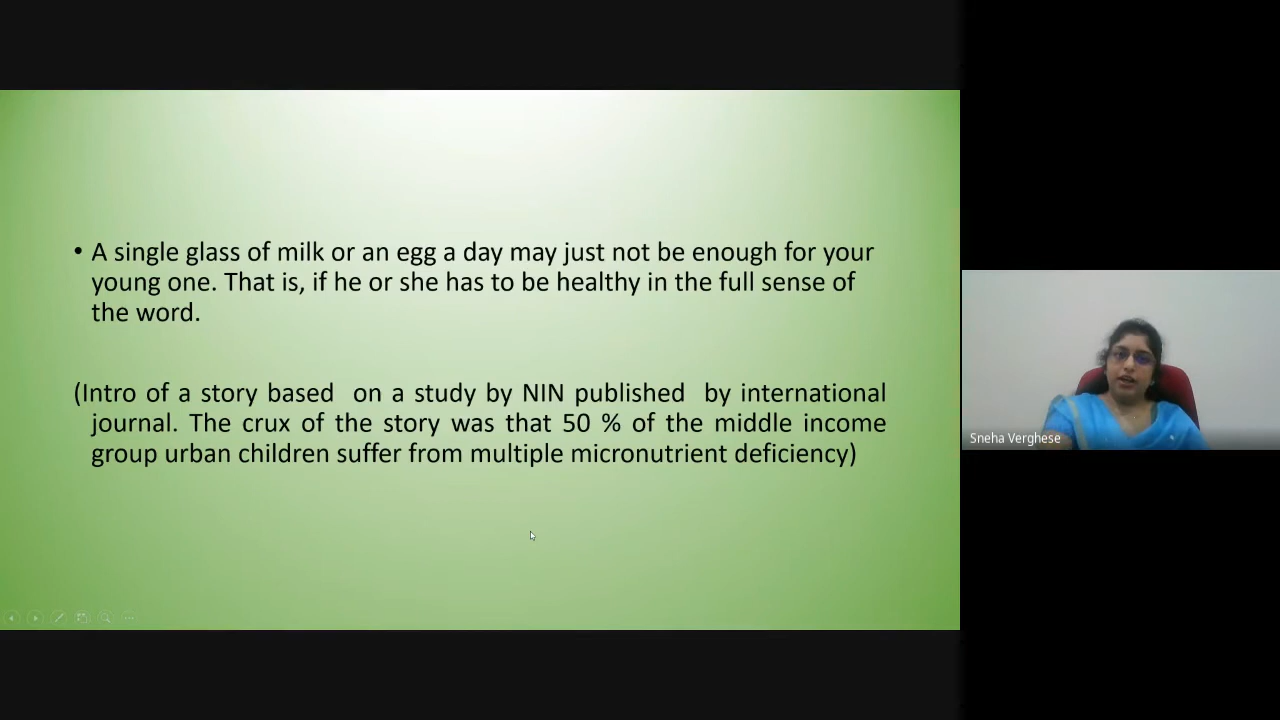 • A single glass of milk or an egg a day may just not be enough for your
young one. That is, if he or she has to be healthy in the full sense of
the word.
(Intro of a story based on a study by NIN published by international
journal. The crux of the story was that 50 % of the middle income
group urban children suffer from multiple micronutrient deficiency)
Sneha Verghese